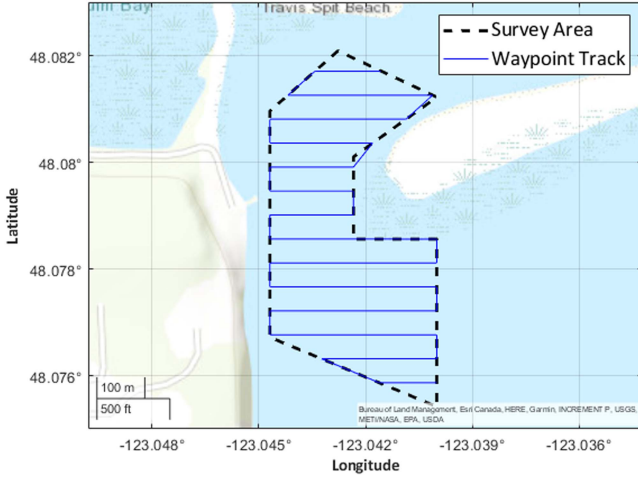 Travis Spit Beach
Survey Area
Waypoint Track
48.082°
48.08°
48.078°
48.076°
Latitude
100 m
500 ft
Bureau of Land Management, Esri Canada, HERE, Garmin, INCREMENT P, USGS,
METI/NASA, EPA, USDA
-123.048°
-123.045°
-123.042°
-123.039°
-123.036°
Longitude